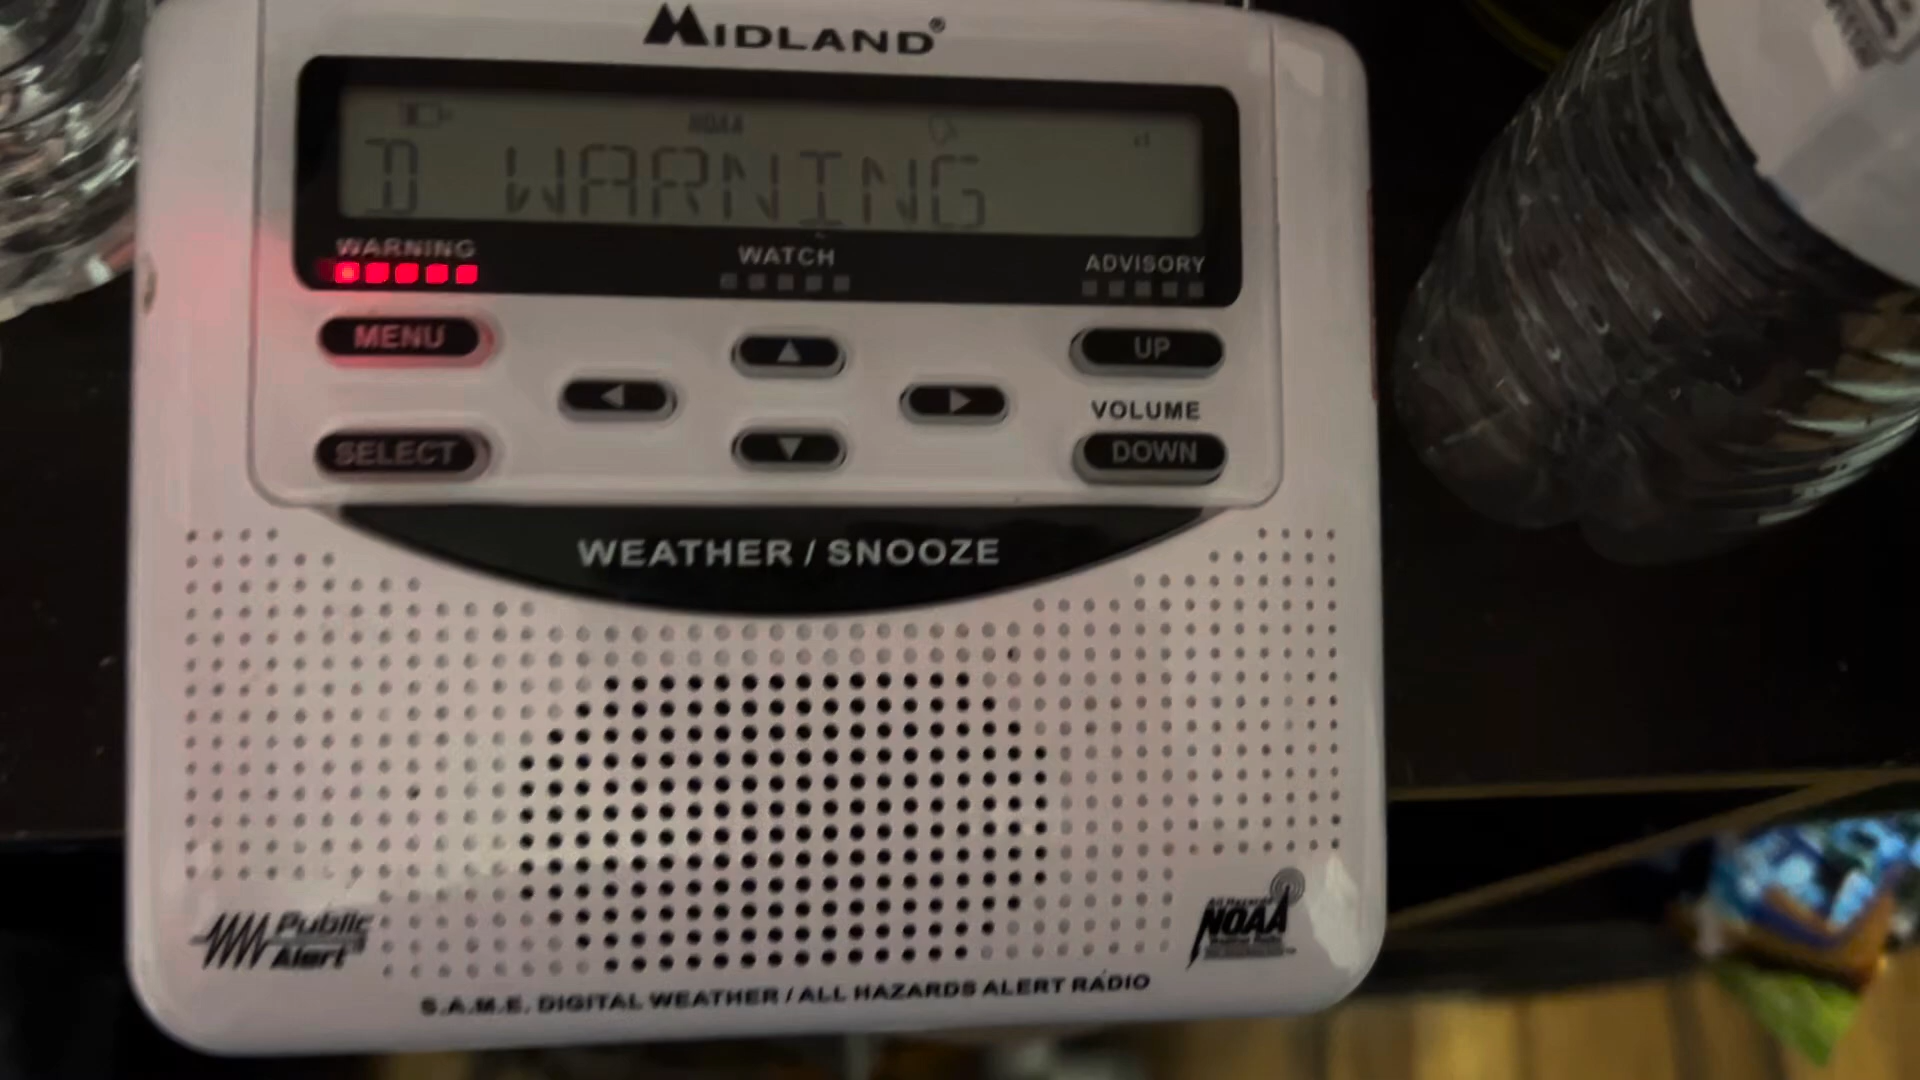 MIDLAND®
NOAA
D WARNING
WARNING
WATCH
ADVISORY
MENU
UP
VOLUME
SELECT
DOWN
WEATHER / SNOOZE
Public
Alert
NOAA
S.A.M.E. DIGITAL WEATHER / ALL HAZARDS ALERT RADIO